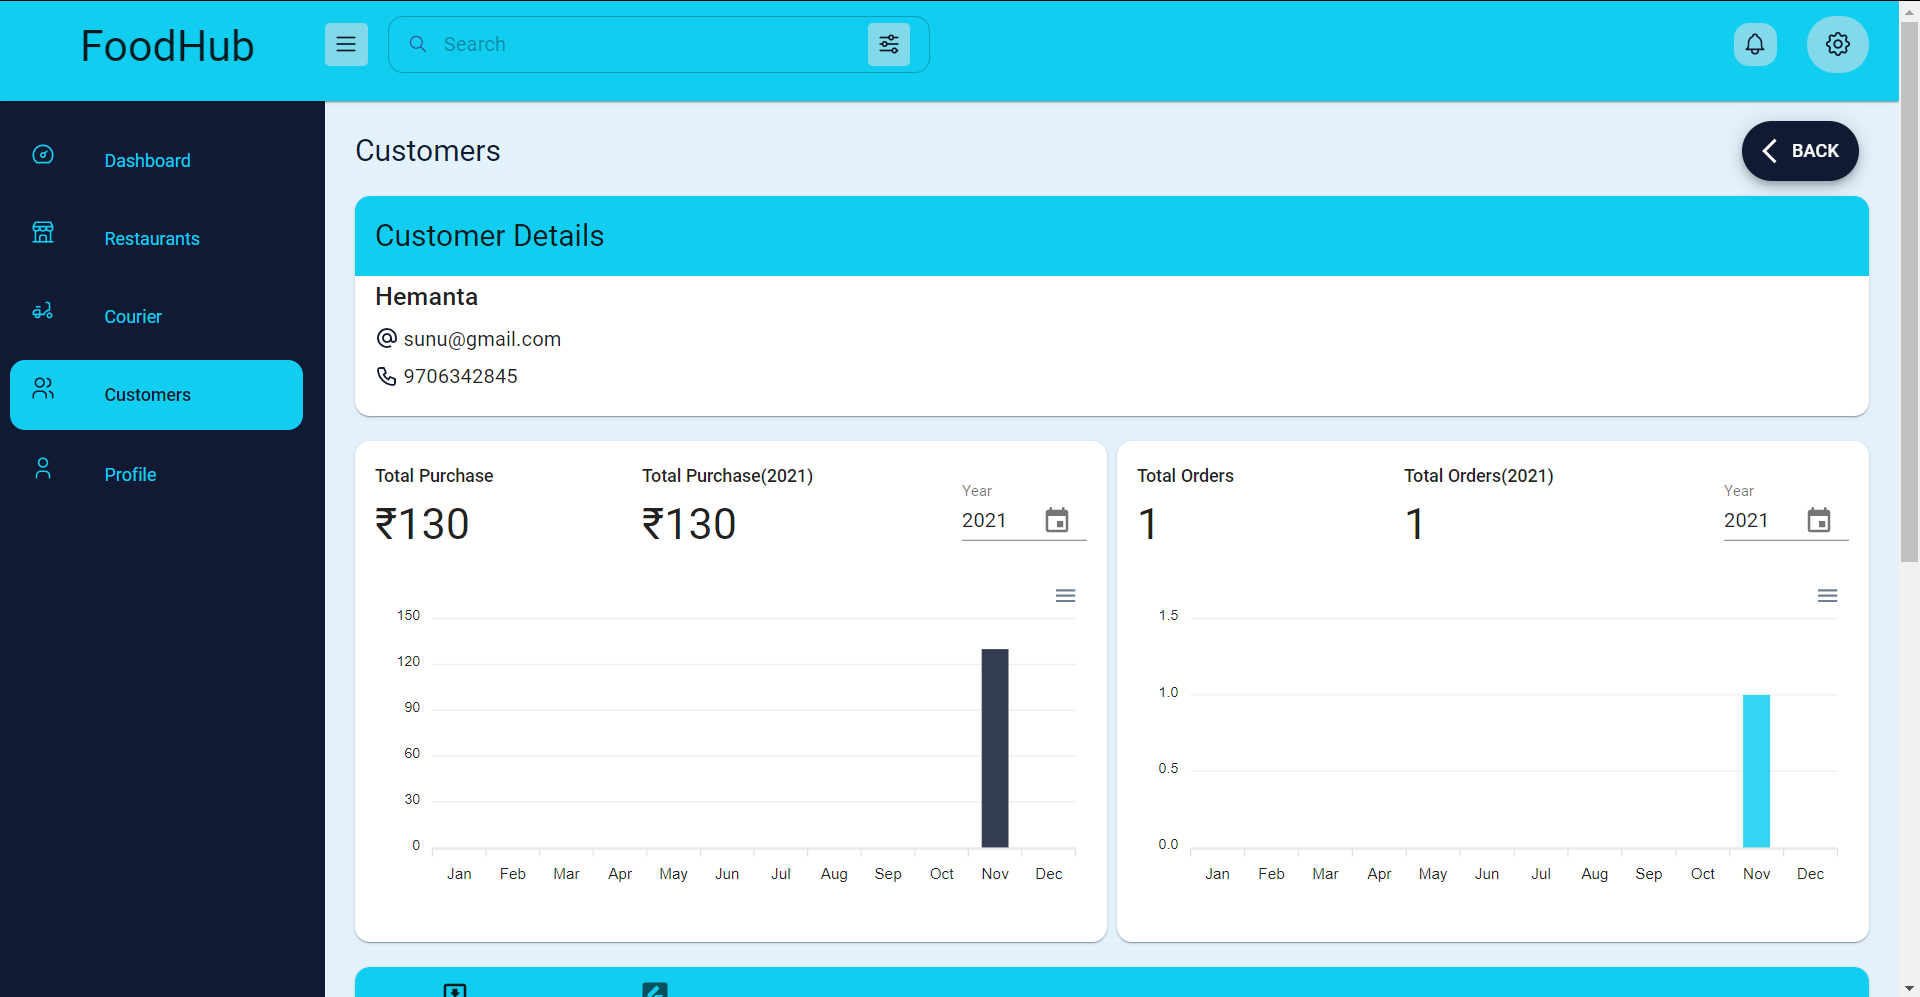 FoodHub
Search
Dashboard
Restaurants
Courier
Customers
Profile
Customers
BACK
Customer Details
Hemanta
sunu@gmail.com
9706342845
Total Purchase
₹130
Total Purchase(2021)
₹130
Year
2021
150
120
90
60
30
0
Jan Feb Mar Apr May Jun Jul Aug Sep Oct Nov Dec
Total Orders
1
Total Orders(2021)
1
Year
2021
1.5
1.0
0.5
0.0
Jan Feb Mar Apr May Jun Jul Aug Sep Oct Nov Dec